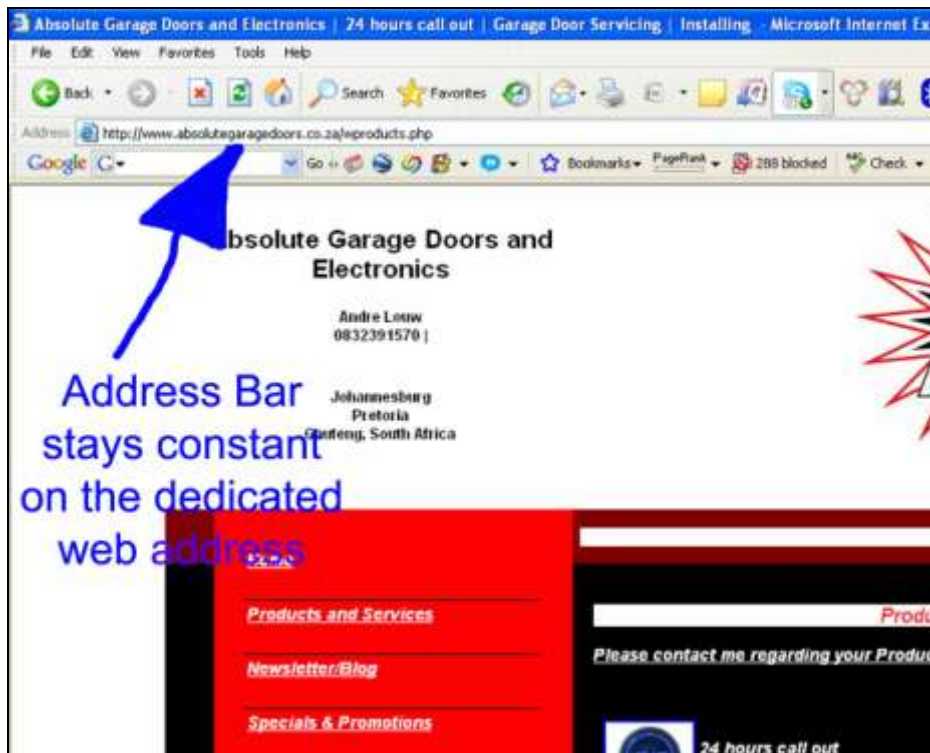 Absolute Garage Doors and Electronics | 24 hours call out | Garage Door Servicing | Installing - Microsoft Internet Ex
File Edit View Favorites Tools Help
Back Search Favorites
Address http://www.absolutegaragedoors.co.za/wproducts.php
Google Go Bookmarks PageRank 288 blocked Check
bsolute Garage Doors and
Electronics
Andre Louw
0832391570 |
Johannesburg
Pretoria
Gauteng, South Africa
Address Bar
stays constant
on the dedicated
web address
Home
Products and Services
Newsletter/Blog
Specials & Promotions
Produ
Please contact me regarding your Produc
24 hours call out